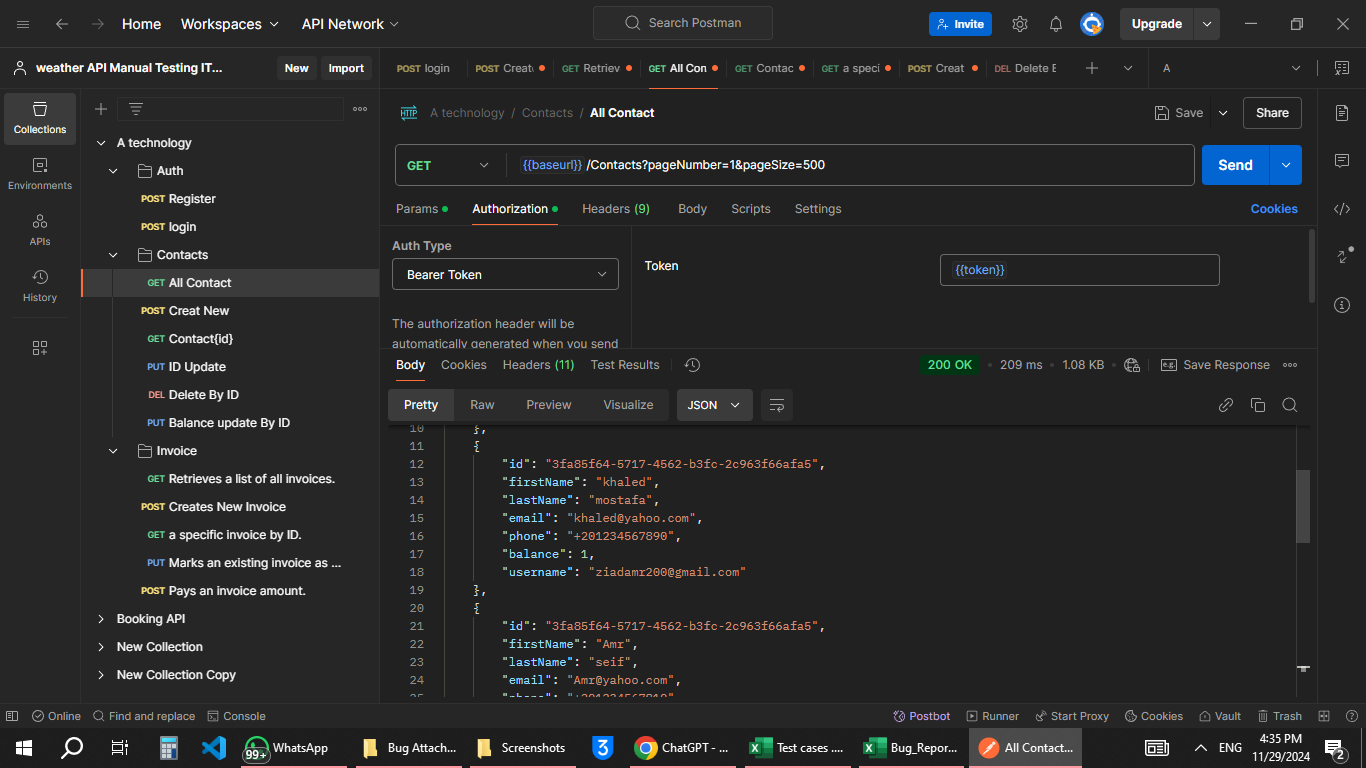 Home Workspaces API Network Search Postman Invite Upgrade
weather API Manual Testing IT... New Import
POST login POST Creat GET Retriev GET All Con GET Contac GET a speci POST Creat DEL Delete E A
Collections
Environments
APIs
History
A technology
Auth
POST Register
POST login
Contacts
GET All Contact
POST Creat New
GET Contact{id}
PUT ID Update
DEL Delete By ID
PUT Balance update By ID
Invoice
GET Retrieves a list of all invoices.
POST Creates New Invoice
GET a specific invoice by ID.
PUT Marks an existing invoice as ...
POST Pays an invoice amount.
Booking API
New Collection
New Collection Copy
HTTP A technology / Contacts / All Contact Save Share
GET {{baseurl}} /Contacts?pageNumber=1&pageSize=500 Send
Params Authorization Headers (9) Body Scripts Settings Cookies
Auth Type
Bearer Token
Token {{token}}
The authorization header will be
automatically generated when you send
Body Cookies Headers (11) Test Results 200 OK 209 ms 1.08 KB e.g. Save Response
Pretty Raw Preview Visualize JSON
10 },
11 {
12 "id": "3fa85f64-5717-4562-b3fc-2c963f66afa5",
13 "firstName": "khaled",
14 "lastName": "mostafa",
15 "email": "khaled@yahoo.com",
16 "phone": "+201234567890",
17 "balance": 1,
18 "username": "ziadamr200@gmail.com"
19 },
20 {
21 "id": "3fa85f64-5717-4562-b3fc-2c963f66afa5",
22 "firstName": "Amr",
23 "lastName": "seif",
24 "email": "Amr@yahoo.com",
Online Find and replace Console Postbot Runner Start Proxy Cookies Vault Trash
99+ WhatsApp Bug Attach... Screenshots ChatGPT - ... Test cases .... Bug_Repor... All Contact... ENG 4:35 PM
11/29/2024 2